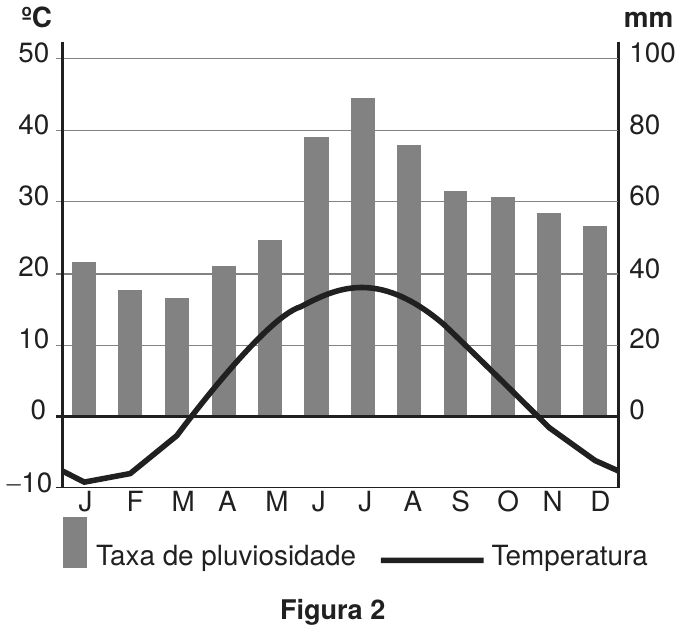 ºC mm
50 100
40 80
30 60
20 40
10 20
0 0
−10
J F M A M J J A S O N D
Taxa de pluviosidade Temperatura
Figura 2